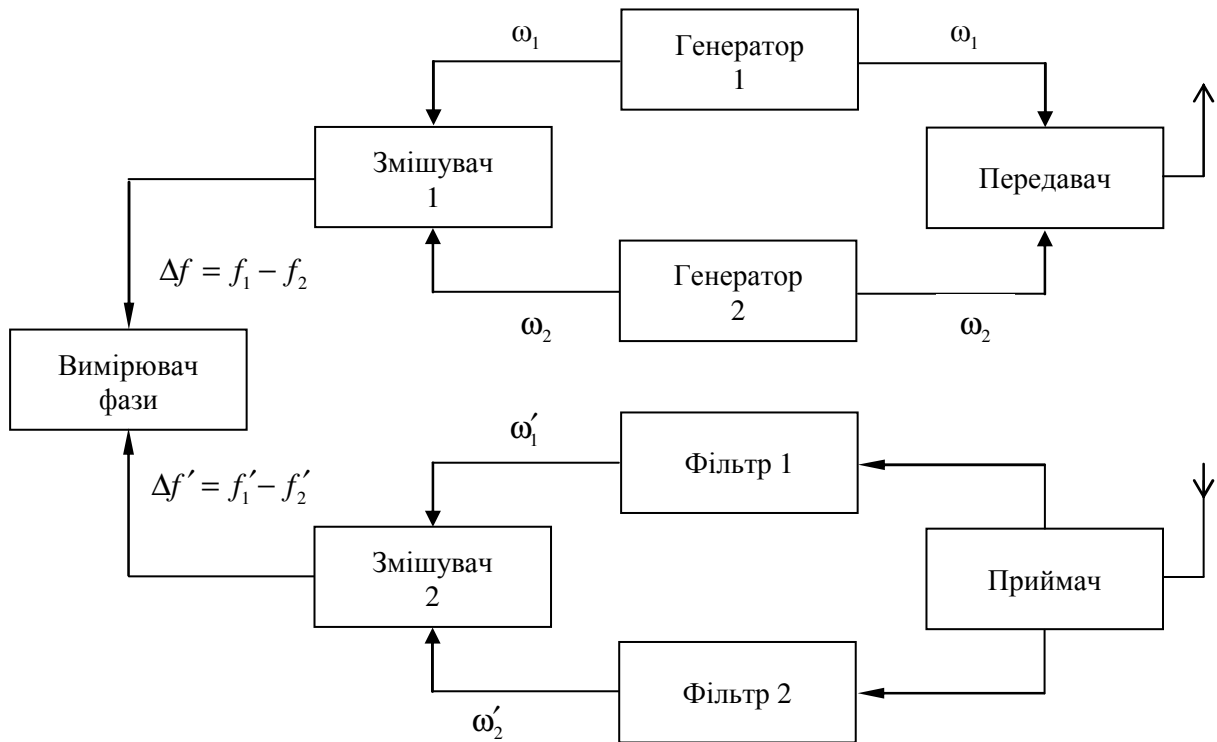 ω₁
Генератор
1
ω₁
Змішувач
1
Передавач
Δf = f₁ − f₂
Генератор
2
ω₂
ω₂
Вимірювач
фази
ω₁′
Фільтр 1
Δf′ = f₁′ − f₂′
Змішувач
2
Приймач
Фільтр 2
ω₂′